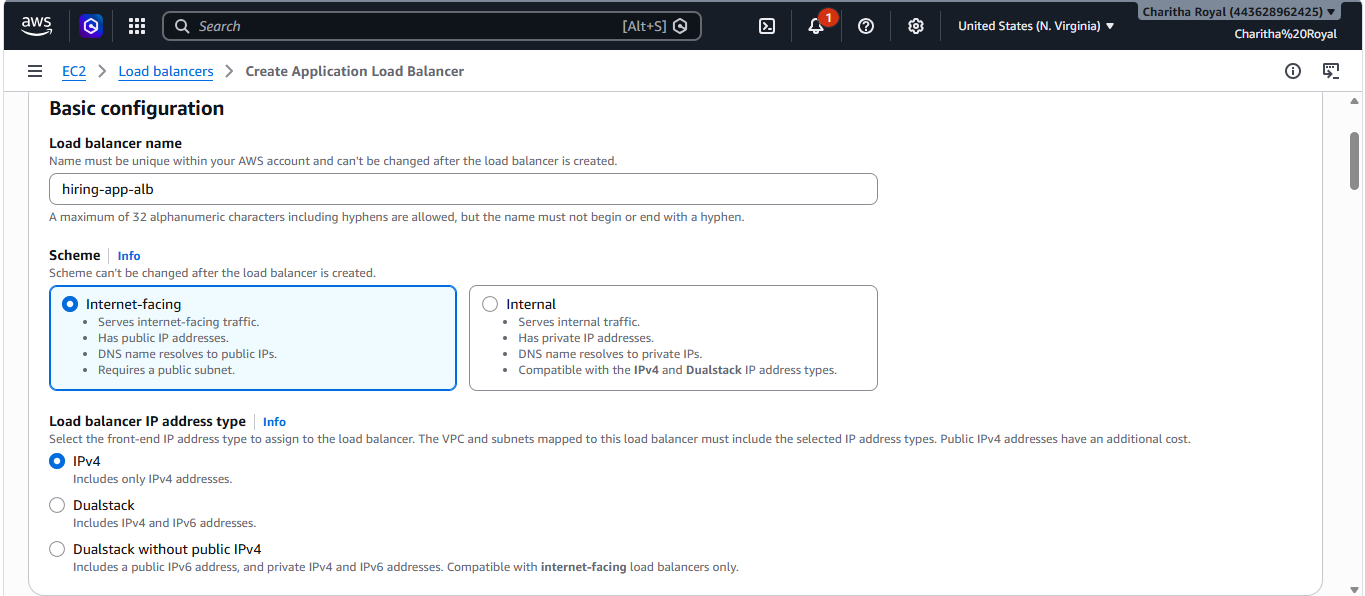 aws
Search [Alt+S]
1
United States (N. Virginia) ▼
Charitha Royal (443628962425) ▼
Charitha%20Royal
EC2 > Load balancers > Create Application Load Balancer
Basic configuration
Load balancer name
Name must be unique within your AWS account and can't be changed after the load balancer is created.
hiring-app-alb
A maximum of 32 alphanumeric characters including hyphens are allowed, but the name must not begin or end with a hyphen.
Scheme | Info
Scheme can't be changed after the load balancer is created.
Internet-facing
• Serves internet-facing traffic.
• Has public IP addresses.
• DNS name resolves to public IPs.
• Requires a public subnet.
Internal
• Serves internal traffic.
• Has private IP addresses.
• DNS name resolves to private IPs.
• Compatible with the IPv4 and Dualstack IP address types.
Load balancer IP address type | Info
Select the front-end IP address type to assign to the load balancer. The VPC and subnets mapped to this load balancer must include the selected IP address types. Public IPv4 addresses have an additional cost.
IPv4
Includes only IPv4 addresses.
Dualstack
Includes IPv4 and IPv6 addresses.
Dualstack without public IPv4
Includes a public IPv6 address, and private IPv4 and IPv6 addresses. Compatible with internet-facing load balancers only.